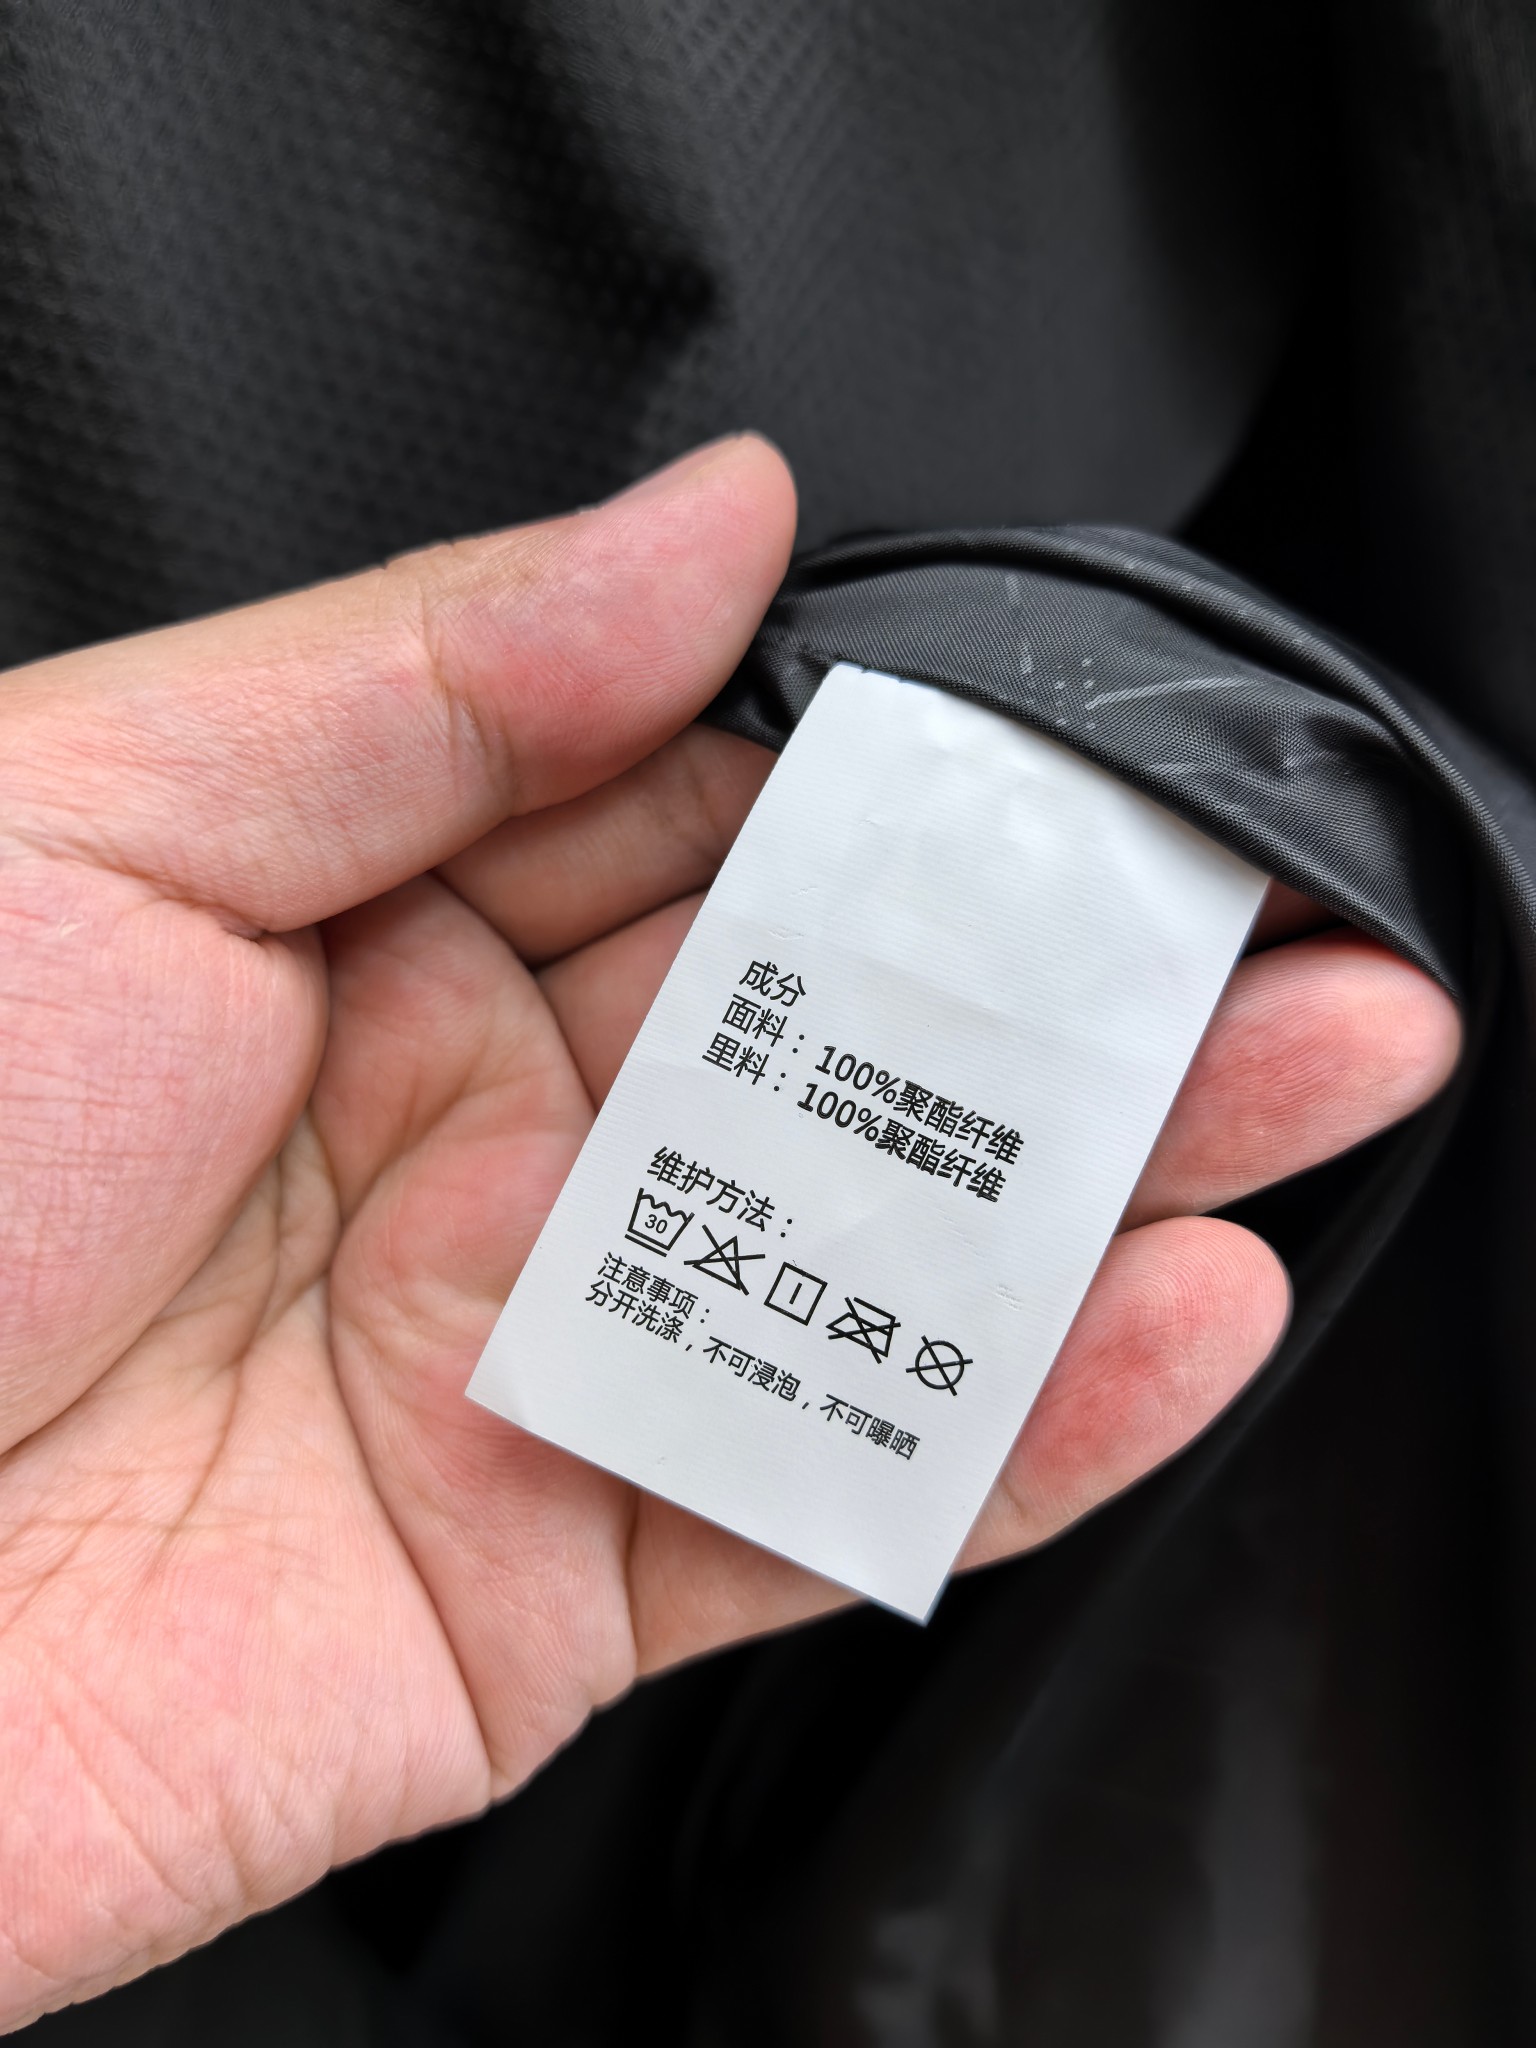 成分
面料：100%聚酯纤维
里料：100%聚酯纤维
维护方法：
30
注意事项：
分开洗涤，不可浸泡，不可曝晒